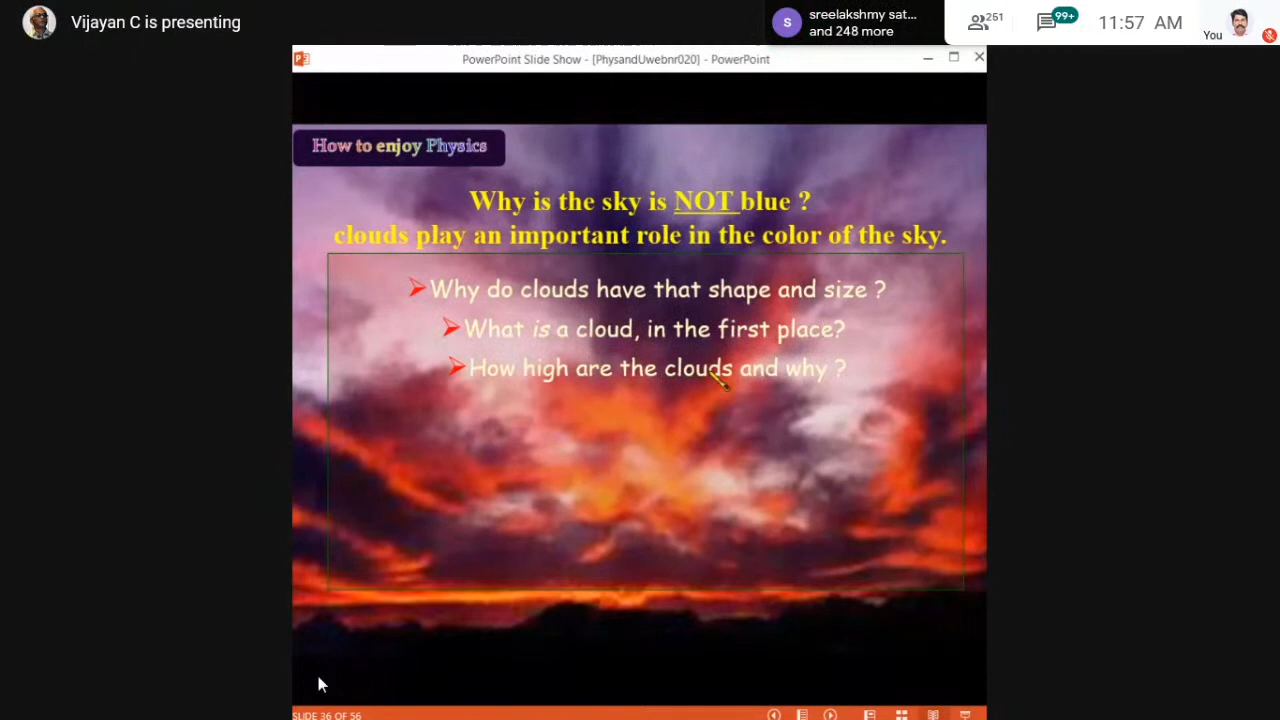 Vijayan C is presenting
S
sreelakshmy sat...
and 248 more
251
99+
11:57 AM
You
PowerPoint Slide Show - [PhysandUwebnr020] - PowerPoint
How to enjoy Physics
Why is the sky is NOT blue ?
clouds play an important role in the color of the sky.
Why do clouds have that shape and size ?
What is a cloud, in the first place?
How high are the clouds and why ?
SLIDE 36 OF 56